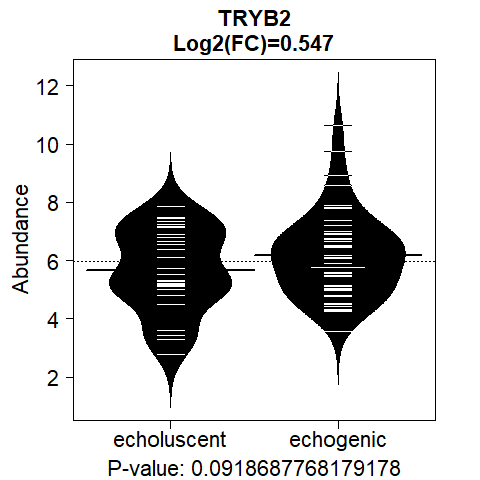 TRYB2
Log2(FC)=0.547
12
10
8
6
4
2
Abundance
echoluscent echogenic
P-value: 0.0918687768179178